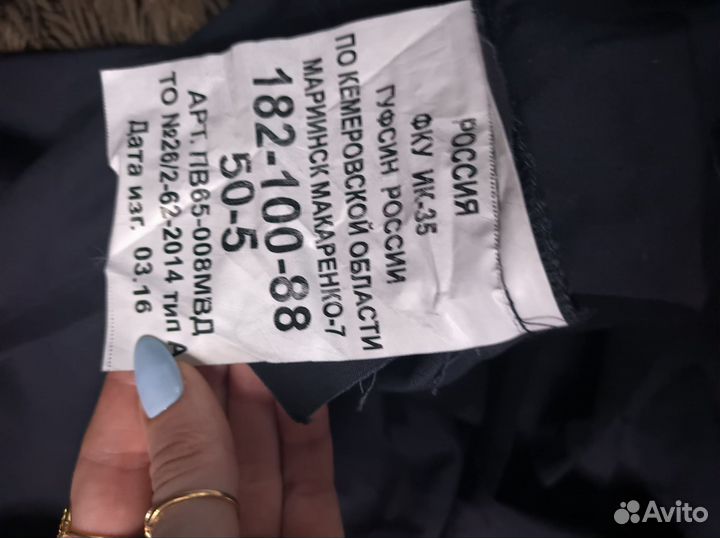 РОССИЯ
ФКУ ИК-35
ГУФСИН РОССИИ
ПО КЕМЕРОВСКОЙ ОБЛАСТИ
МАРИИНСК МАКАРЕНКО-7
182-100-88
50-5
АРТ. ПВ65-008МВД
ТО №26/2-62-2014 тип А
Дата изг. 03.16
Avito